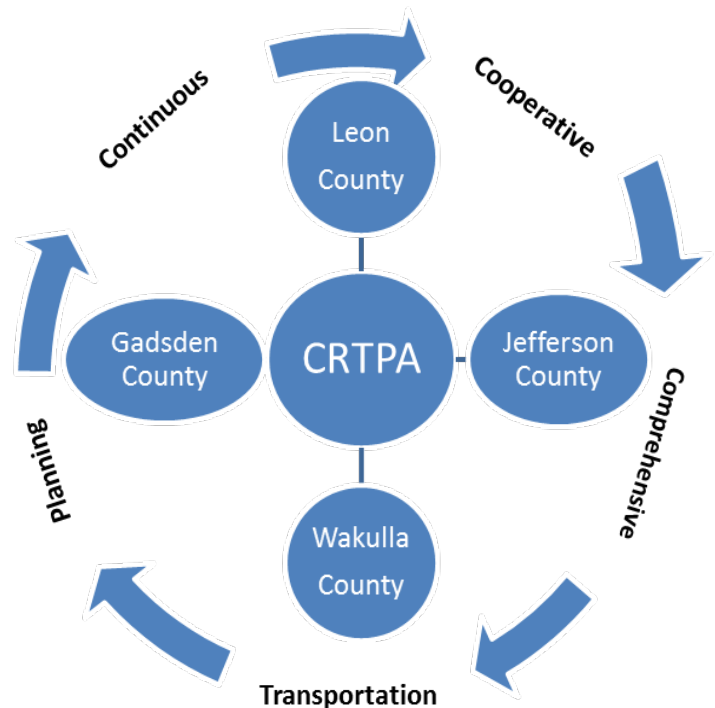 Continuous
Cooperative
Leon
County
Gadsden
County
CRTPA
Jefferson
County
Comprehensive
Planning
Wakulla
County
Transportation